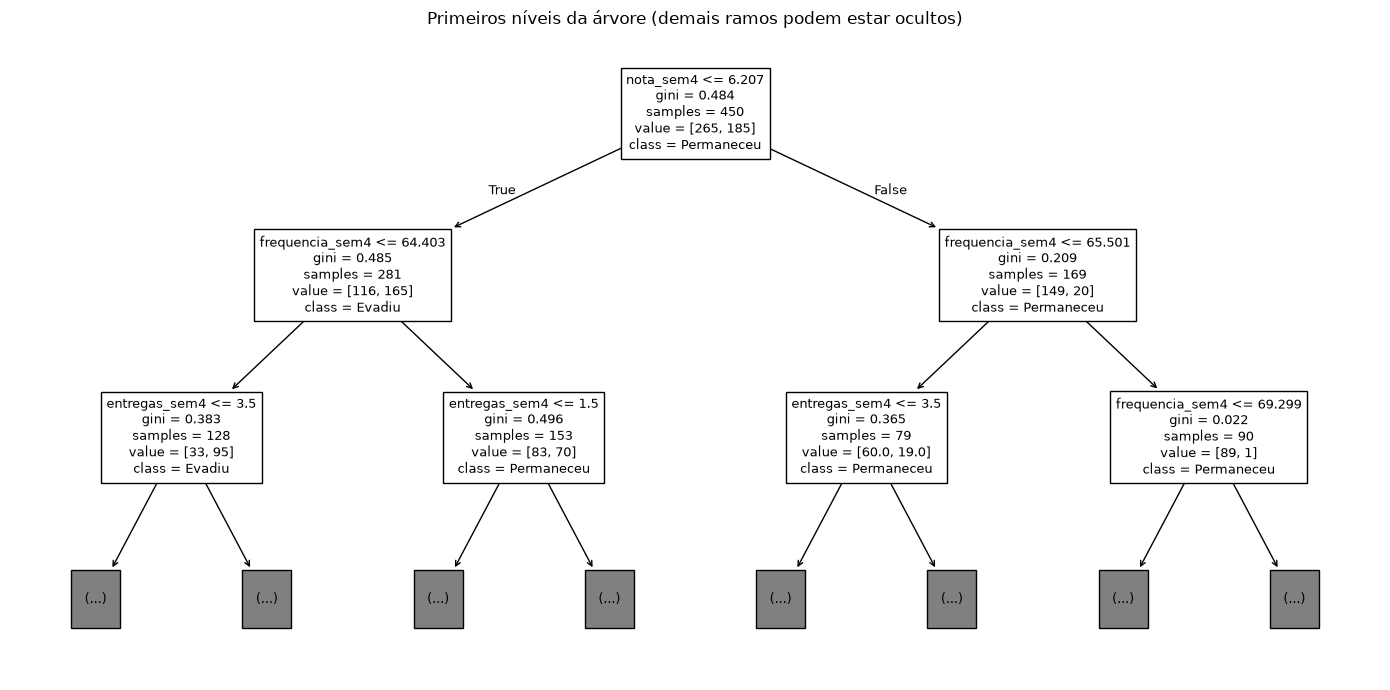 Primeiros níveis da árvore (demais ramos podem estar ocultos)
nota_sem4 <= 6.207
gini = 0.484
samples = 450
value = [265, 185]
class = Permaneceu
True
False
frequencia_sem4 <= 64.403
gini = 0.485
samples = 281
value = [116, 165]
class = Evadiu
frequencia_sem4 <= 65.501
gini = 0.209
samples = 169
value = [149, 20]
class = Permaneceu
entregas_sem4 <= 3.5
gini = 0.383
samples = 128
value = [33, 95]
class = Evadiu
entregas_sem4 <= 1.5
gini = 0.496
samples = 153
value = [83, 70]
class = Permaneceu
entregas_sem4 <= 3.5
gini = 0.365
samples = 79
value = [60.0, 19.0]
class = Permaneceu
frequencia_sem4 <= 69.299
gini = 0.022
samples = 90
value = [89, 1]
class = Permaneceu
(...)
(...)
(...)
(...)
(...)
(...)
(...)
(...)